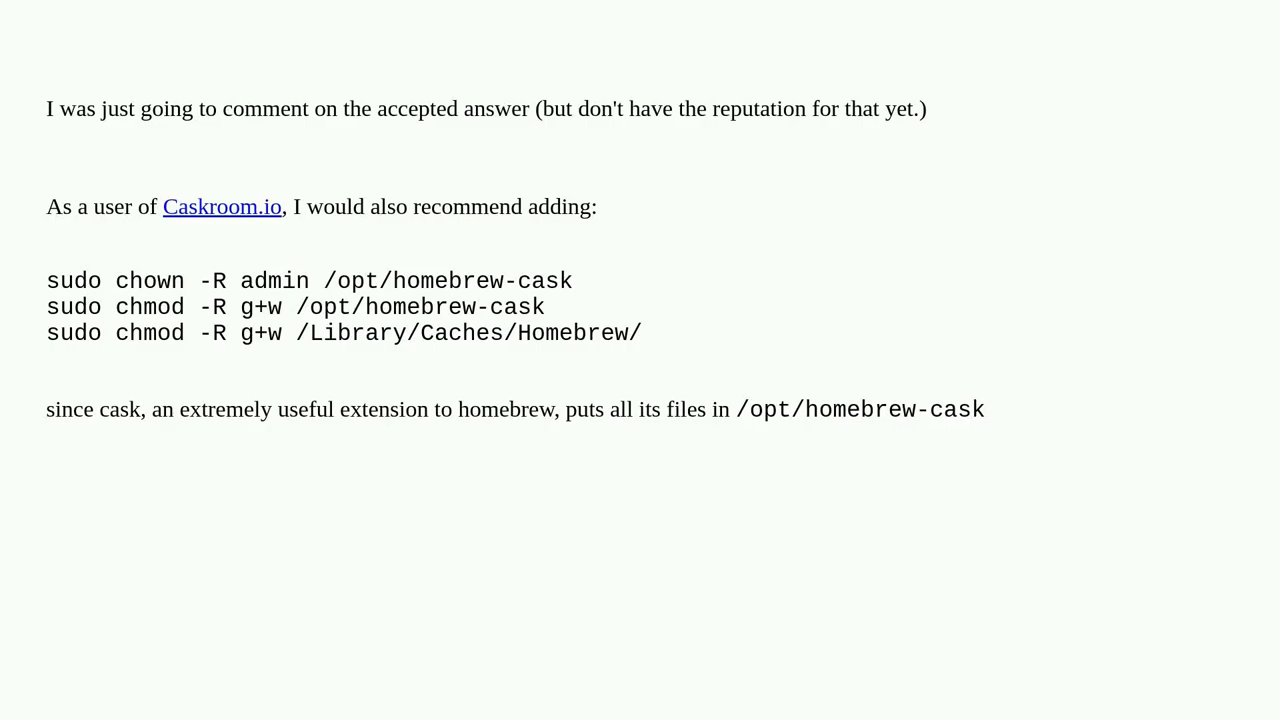 I was just going to comment on the accepted answer (but don't have the reputation for that yet.)
As a user of Caskroom.io, I would also recommend adding:
sudo chown -R admin /opt/homebrew-cask
sudo chmod -R g+w /opt/homebrew-cask
sudo chmod -R g+w /Library/Caches/Homebrew/
since cask, an extremely useful extension to homebrew, puts all its files in /opt/homebrew-cask